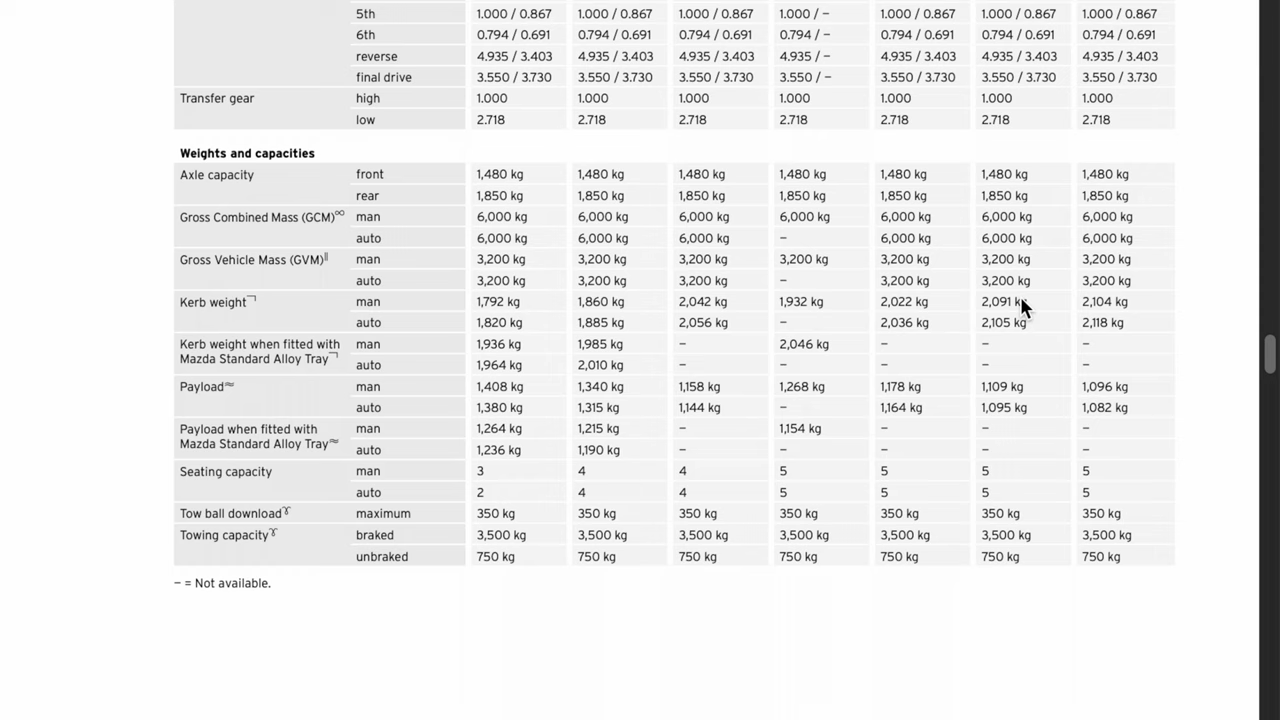 5th 1.000 / 0.867 1.000 / 0.867 1.000 / 0.867 1.000 / – 1.000 / 0.867 1.000 / 0.867 1.000 / 0.867
6th 0.794 / 0.691 0.794 / 0.691 0.794 / 0.691 0.794 / – 0.794 / 0.691 0.794 / 0.691 0.794 / 0.691
reverse 4.935 / 3.403 4.935 / 3.403 4.935 / 3.403 4.935 / – 4.935 / 3.403 4.935 / 3.403 4.935 / 3.403
final drive 3.550 / 3.730 3.550 / 3.730 3.550 / 3.730 3.550 / – 3.550 / 3.730 3.550 / 3.730 3.550 / 3.730
Transfer gear high 1.000 1.000 1.000 1.000 1.000 1.000 1.000
low 2.718 2.718 2.718 2.718 2.718 2.718 2.718
Weights and capacities
Axle capacity front 1,480 kg 1,480 kg 1,480 kg 1,480 kg 1,480 kg 1,480 kg 1,480 kg
rear 1,850 kg 1,850 kg 1,850 kg 1,850 kg 1,850 kg 1,850 kg 1,850 kg
Gross Combined Mass (GCM)∞ man 6,000 kg 6,000 kg 6,000 kg 6,000 kg 6,000 kg 6,000 kg 6,000 kg
auto 6,000 kg 6,000 kg 6,000 kg – 6,000 kg 6,000 kg 6,000 kg
Gross Vehicle Mass (GVM)‖ man 3,200 kg 3,200 kg 3,200 kg 3,200 kg 3,200 kg 3,200 kg 3,200 kg
auto 3,200 kg 3,200 kg 3,200 kg – 3,200 kg 3,200 kg 3,200 kg
Kerb weight¬ man 1,792 kg 1,860 kg 2,042 kg 1,932 kg 2,022 kg 2,091 kg 2,104 kg
auto 1,820 kg 1,885 kg 2,056 kg – 2,036 kg 2,105 kg 2,118 kg
Kerb weight when fitted with man 1,936 kg 1,985 kg – 2,046 kg – – –
Mazda Standard Alloy Tray¬ auto 1,964 kg 2,010 kg – – – – –
Payload≈ man 1,408 kg 1,340 kg 1,158 kg 1,268 kg 1,178 kg 1,109 kg 1,096 kg
auto 1,380 kg 1,315 kg 1,144 kg – 1,164 kg 1,095 kg 1,082 kg
Payload when fitted with man 1,264 kg 1,215 kg – 1,154 kg – – –
Mazda Standard Alloy Tray≈ auto 1,236 kg 1,190 kg – – – – –
Seating capacity man 3 4 4 5 5 5 5
auto 2 4 4 5 5 5 5
Tow ball download♈ maximum 350 kg 350 kg 350 kg 350 kg 350 kg 350 kg 350 kg
Towing capacity♈ braked 3,500 kg 3,500 kg 3,500 kg 3,500 kg 3,500 kg 3,500 kg 3,500 kg
unbraked 750 kg 750 kg 750 kg 750 kg 750 kg 750 kg 750 kg
– = Not available.